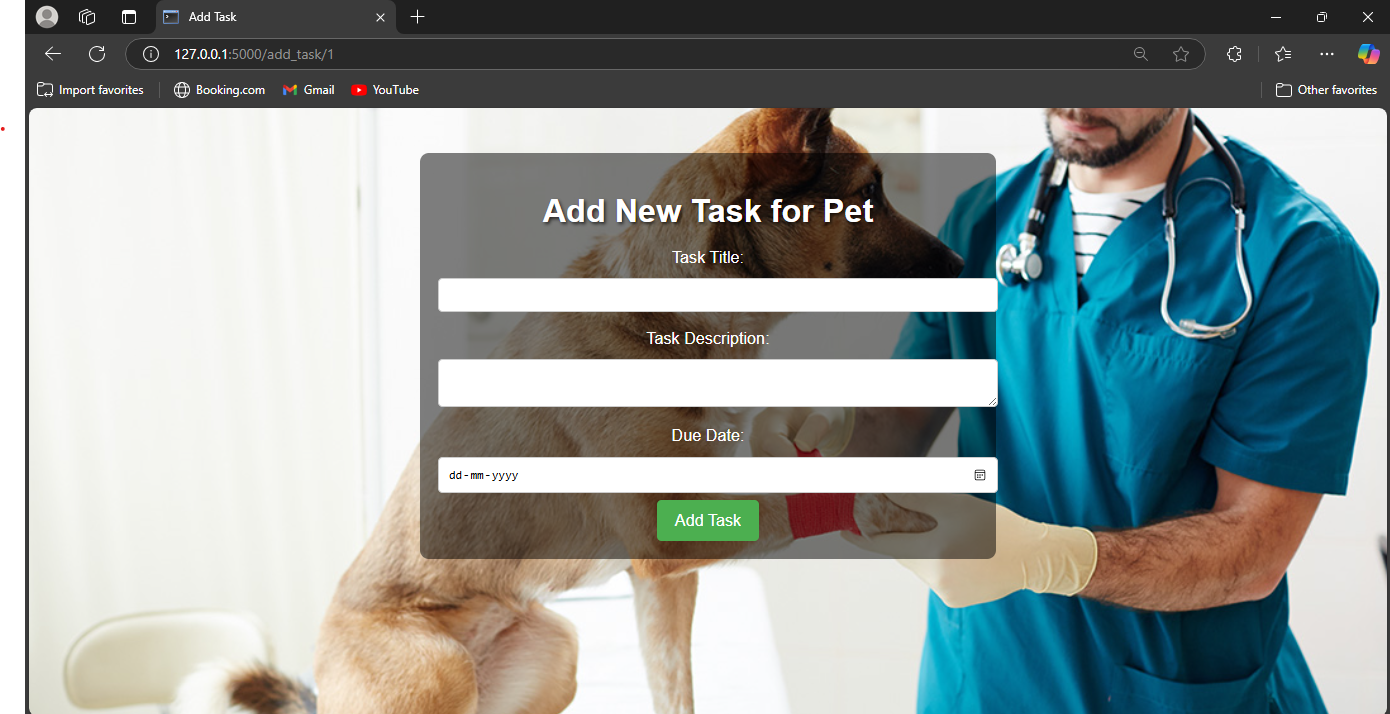 Add Task
127.0.0.1:5000/add_task/1
Import favorites
Booking.com
Gmail
YouTube
Other favorites
Add New Task for Pet
Task Title:
Task Description:
Due Date:
dd-mm-yyyy
Add Task